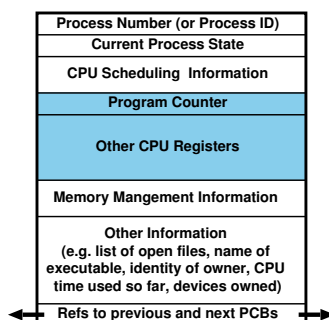 Process Number (or Process ID)
Current Process State
CPU Scheduling Information
Program Counter
Other CPU Registers
Memory Mangement Information
Other Information
(e.g. list of open files, name of
executable, identity of owner, CPU
time used so far, devices owned)
Refs to previous and next PCBs